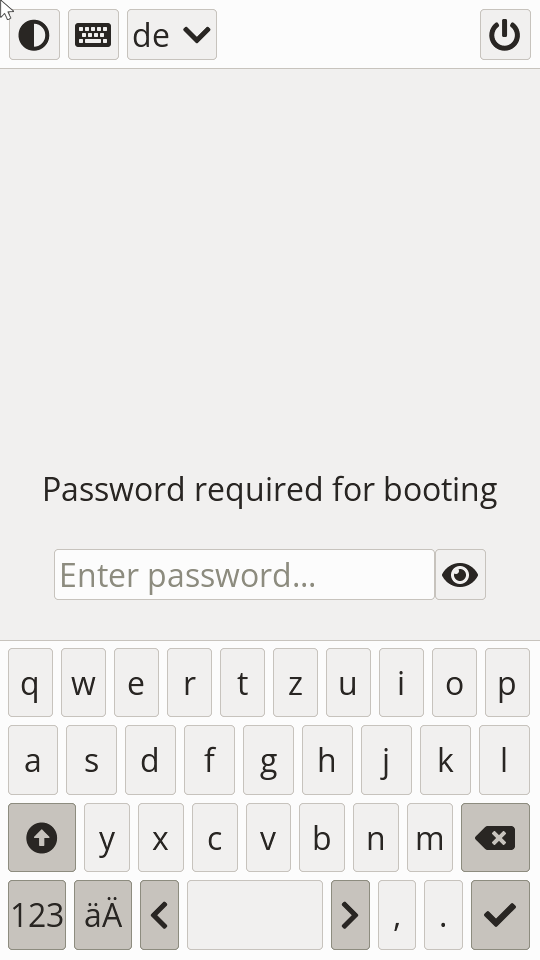 de
Password required for booting
Enter password...
q w e r t z u i o p
a s d f g h j k l
y x c v b n m
123 äÄ , .